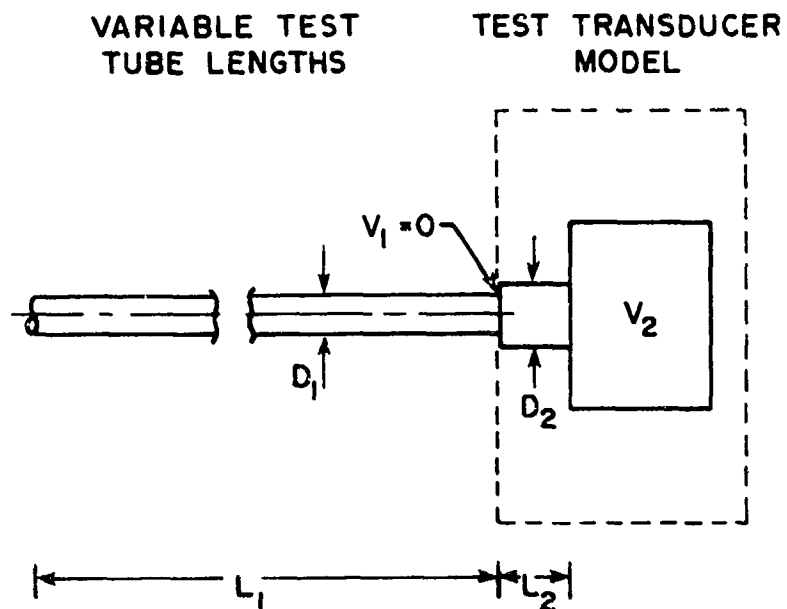 VARIABLE TEST
TUBE LENGTHS
TEST TRANSDUCER
MODEL
V₁ = 0
V₂
D₁
D₂
L₁
L₂